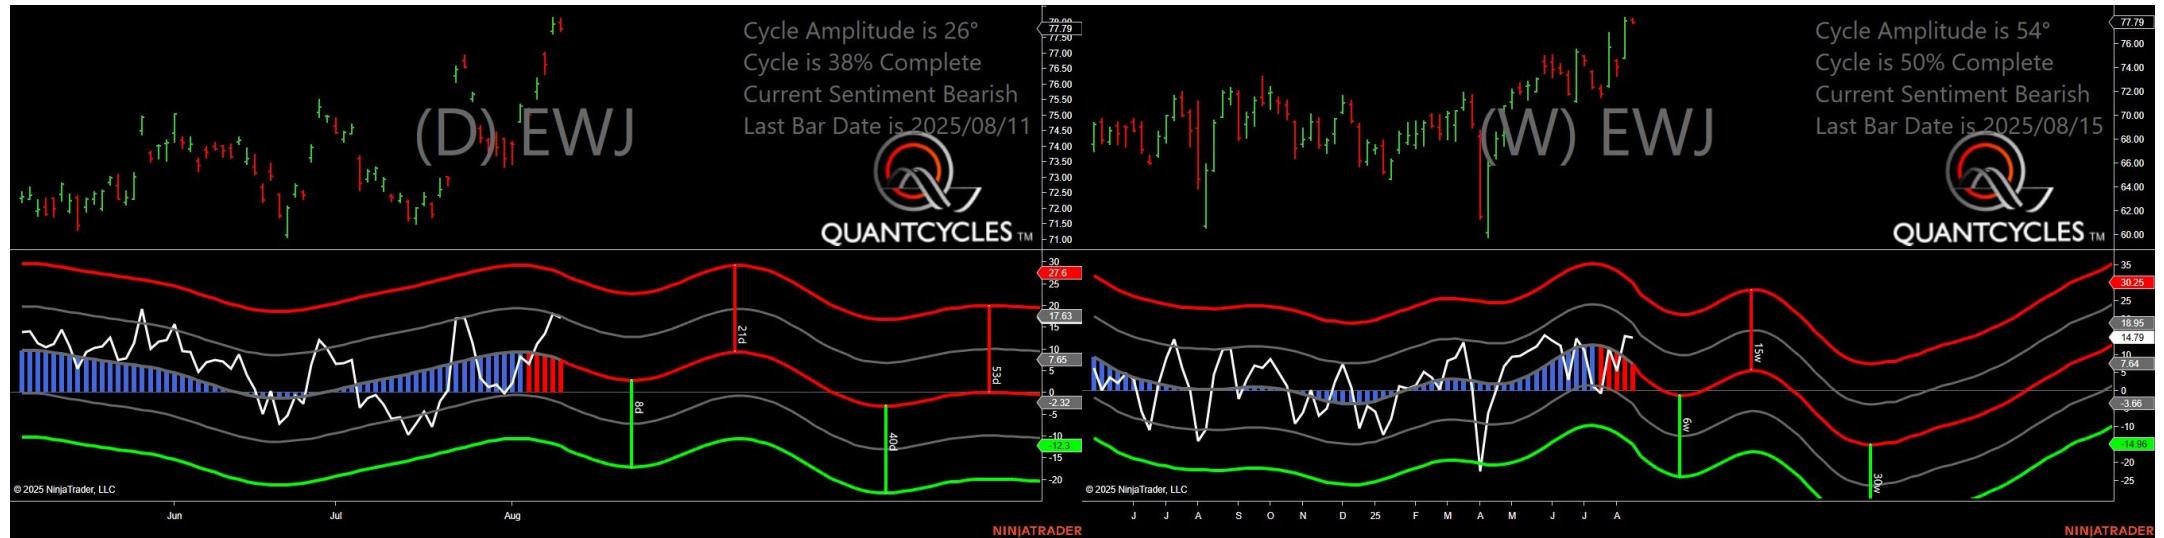 Cycle Amplitude is 26°
Cycle is 38% Complete
Current Sentiment Bearish
Last Bar Date is 2025/08/11
(D) EWJ
QUANTCYCLES TM
77.79
77.50
77.00
76.50
76.00
75.50
75.00
74.50
74.00
73.50
73.00
72.50
72.00
71.50
71.00
30
27.6
25
20
17.63
15
10
7.65
5
0
-2.32
-5
-10
-12.3
-15
-20
8d
21d
40d
53d
© 2025 NinjaTrader, LLC
Jun Jul Aug
NINJATRADER
Cycle Amplitude is 54°
Cycle is 50% Complete
Current Sentiment Bearish
Last Bar Date is 2025/08/15
(W) EWJ
QUANTCYCLES TM
77.79
76.00
74.00
72.00
70.00
68.00
66.00
64.00
62.00
60.00
35
30.25
25
18.95
14.79
10
7.64
5
0
-3.66
-10
-14.96
-20
-25
6w
15w
30w
© 2025 NinjaTrader, LLC
J J A S O N D 25 F M A M J J A
NINJATRADER